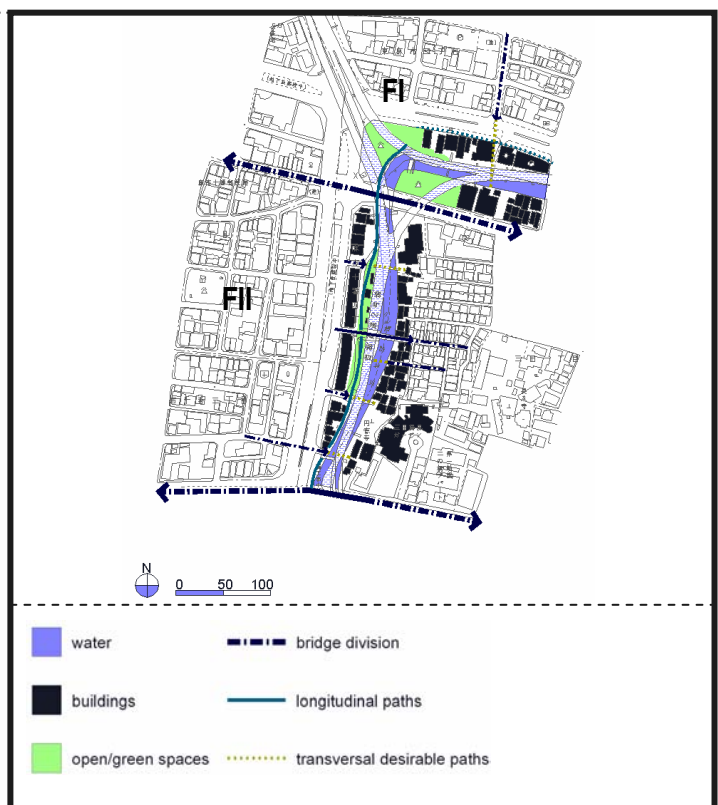 FI
FII
N
0 50 100
water
bridge division
buildings
longitudinal paths
open/green spaces
transversal desirable paths